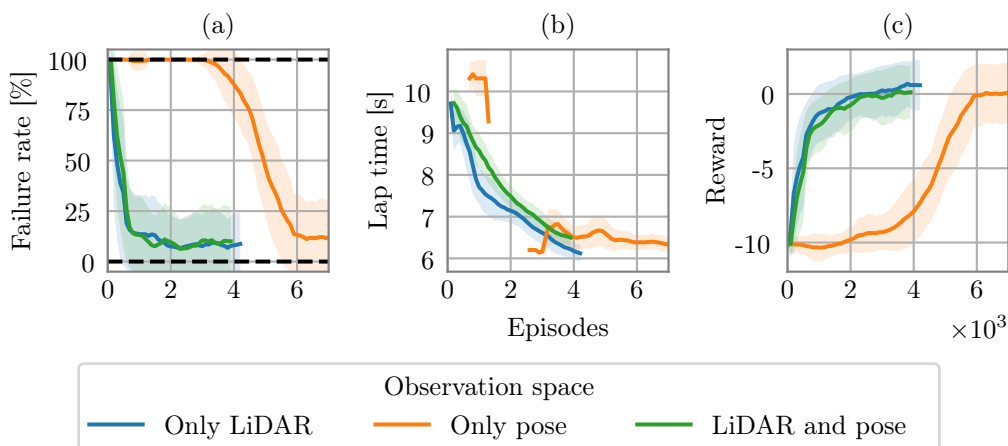 (a) (b) (c)
Failure rate [%]
100
75
50
25
0
0 2 4 6
Lap time [s]
10
9
8
7
6
0 2 4 6
Reward
0
-5
-10
0 2 4 6
Episodes
×10³
Observation space
Only LiDAR Only pose LiDAR and pose